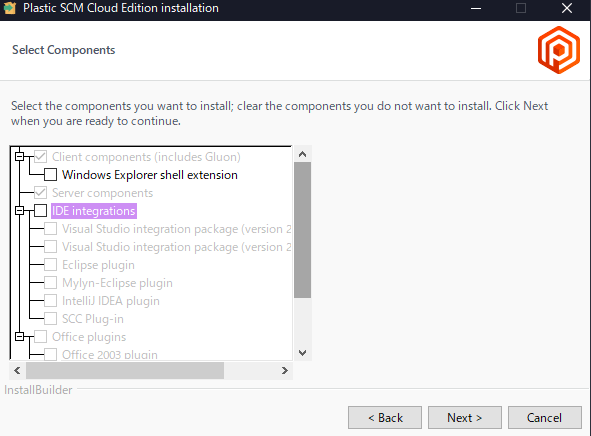 Plastic SCM Cloud Edition installation
Select Components
Select the components you want to install; clear the components you do not want to install. Click Next
when you are ready to continue.
Client components (includes Gluon)
Windows Explorer shell extension
Server components
IDE integrations
Visual Studio integration package (version 2
Visual Studio integration package (version 2
Eclipse plugin
Mylyn-Eclipse plugin
IntelliJ IDEA plugin
SCC Plug-in
Office plugins
Office 2003 plugin
InstallBuilder
< Back
Next >
Cancel